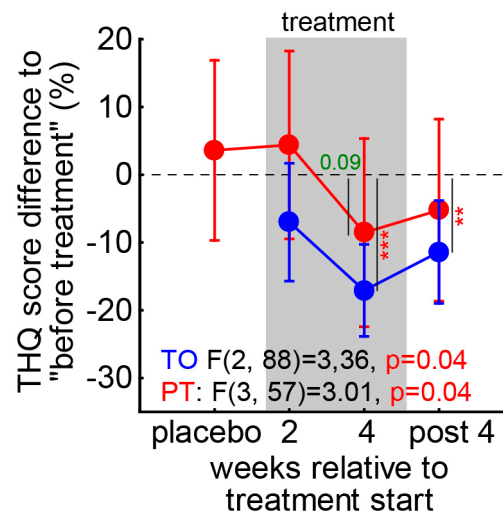 treatment
THQ score difference to
"before treatment" (%)
20
10
0
-10
-20
-30
0.09
***
**
TO F(2, 88)=3,36, p=0.04
PT: F(3, 57)=3.01, p=0.04
placebo 2 4 post 4
weeks relative to
treatment start